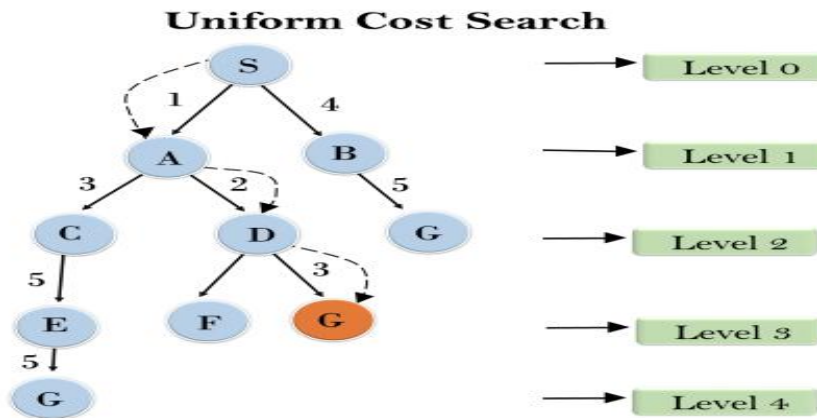 Uniform Cost Search
S
Level 0
1
4
A
B
Level 1
3
2
5
C
D
G
Level 2
5
3
E
F
G
Level 3
5
G
Level 4